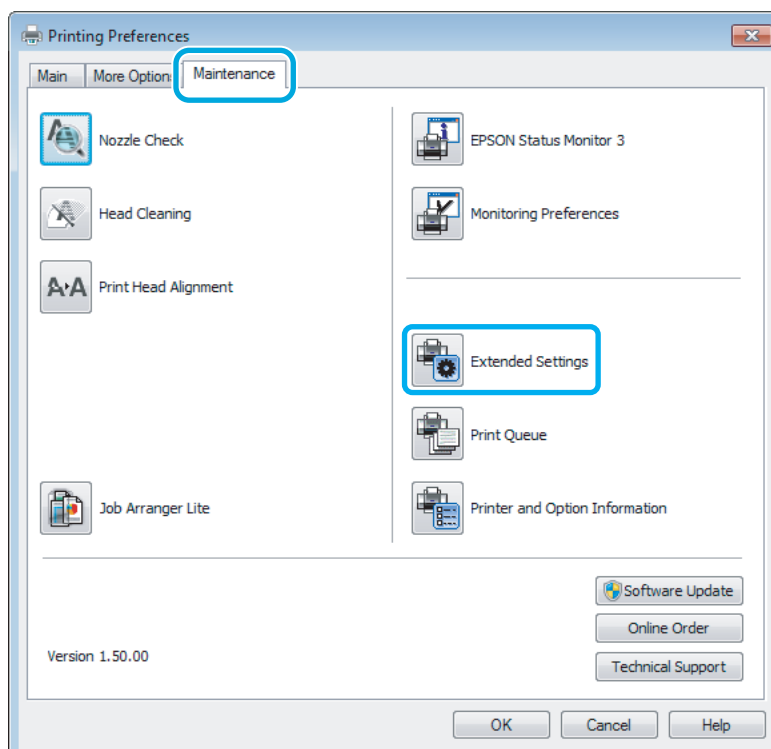 Printing Preferences
Main
More Option
Maintenance
Nozzle Check
Head Cleaning
A A Print Head Alignment
Job Arranger Lite
EPSON Status Monitor 3
Monitoring Preferences
Extended Settings
Print Queue
Printer and Option Information
Software Update
Online Order
Version 1.50.00
Technical Support
OK
Cancel
Help